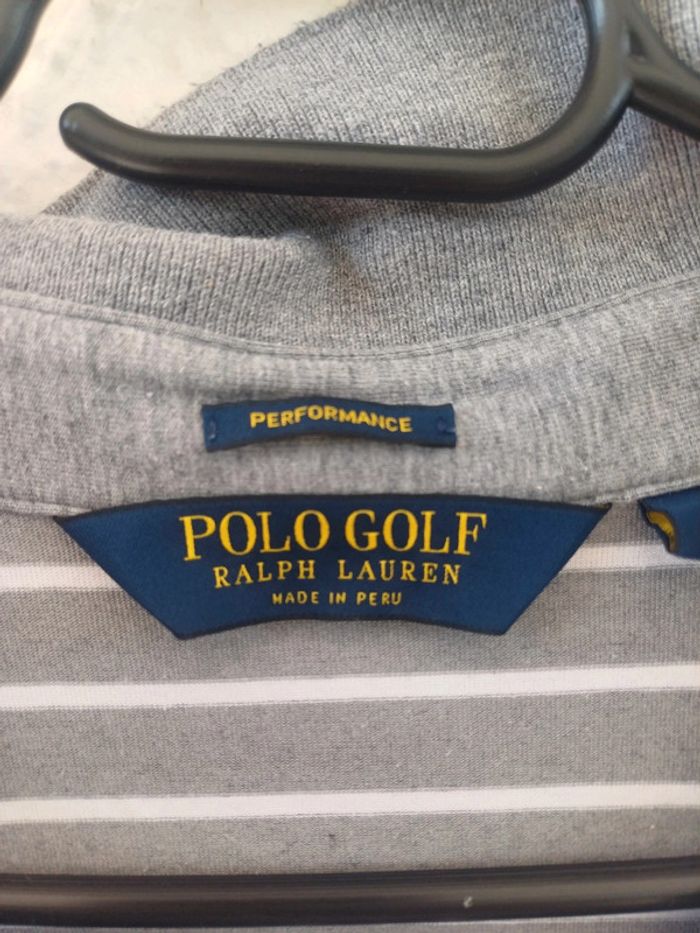 PERFORMANCE
POLO GOLF
RALPH LAUREN
MADE IN PERU